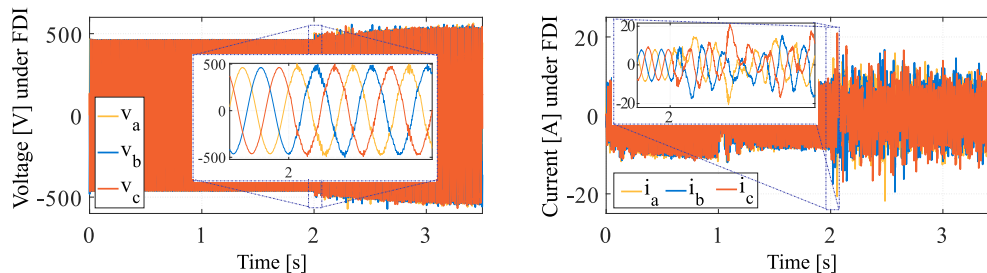 Voltage [V] under FDI
500
0
-500
500
0
-500
2
v_a
v_b
v_c
0 1 2 3
Time [s]
Current [A] under FDI
20
0
-20
20
0
-20
2
i_a i_b i_c
0 1 2 3
Time [s]